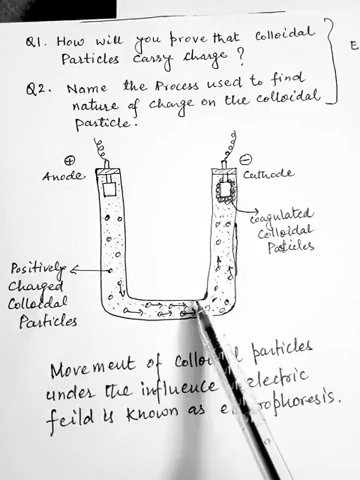 Q1. How will you prove that Colloidal
Particles carry charge ?
Q2. Name the Process used to find
nature of charge on the colloidal
particle.
E
+
−
Anode
Cathode
Coagulated
Colloidal
Particles
Positively
Charged
Colloidal
Particles
Movement of particles
under the influence
feild is known as